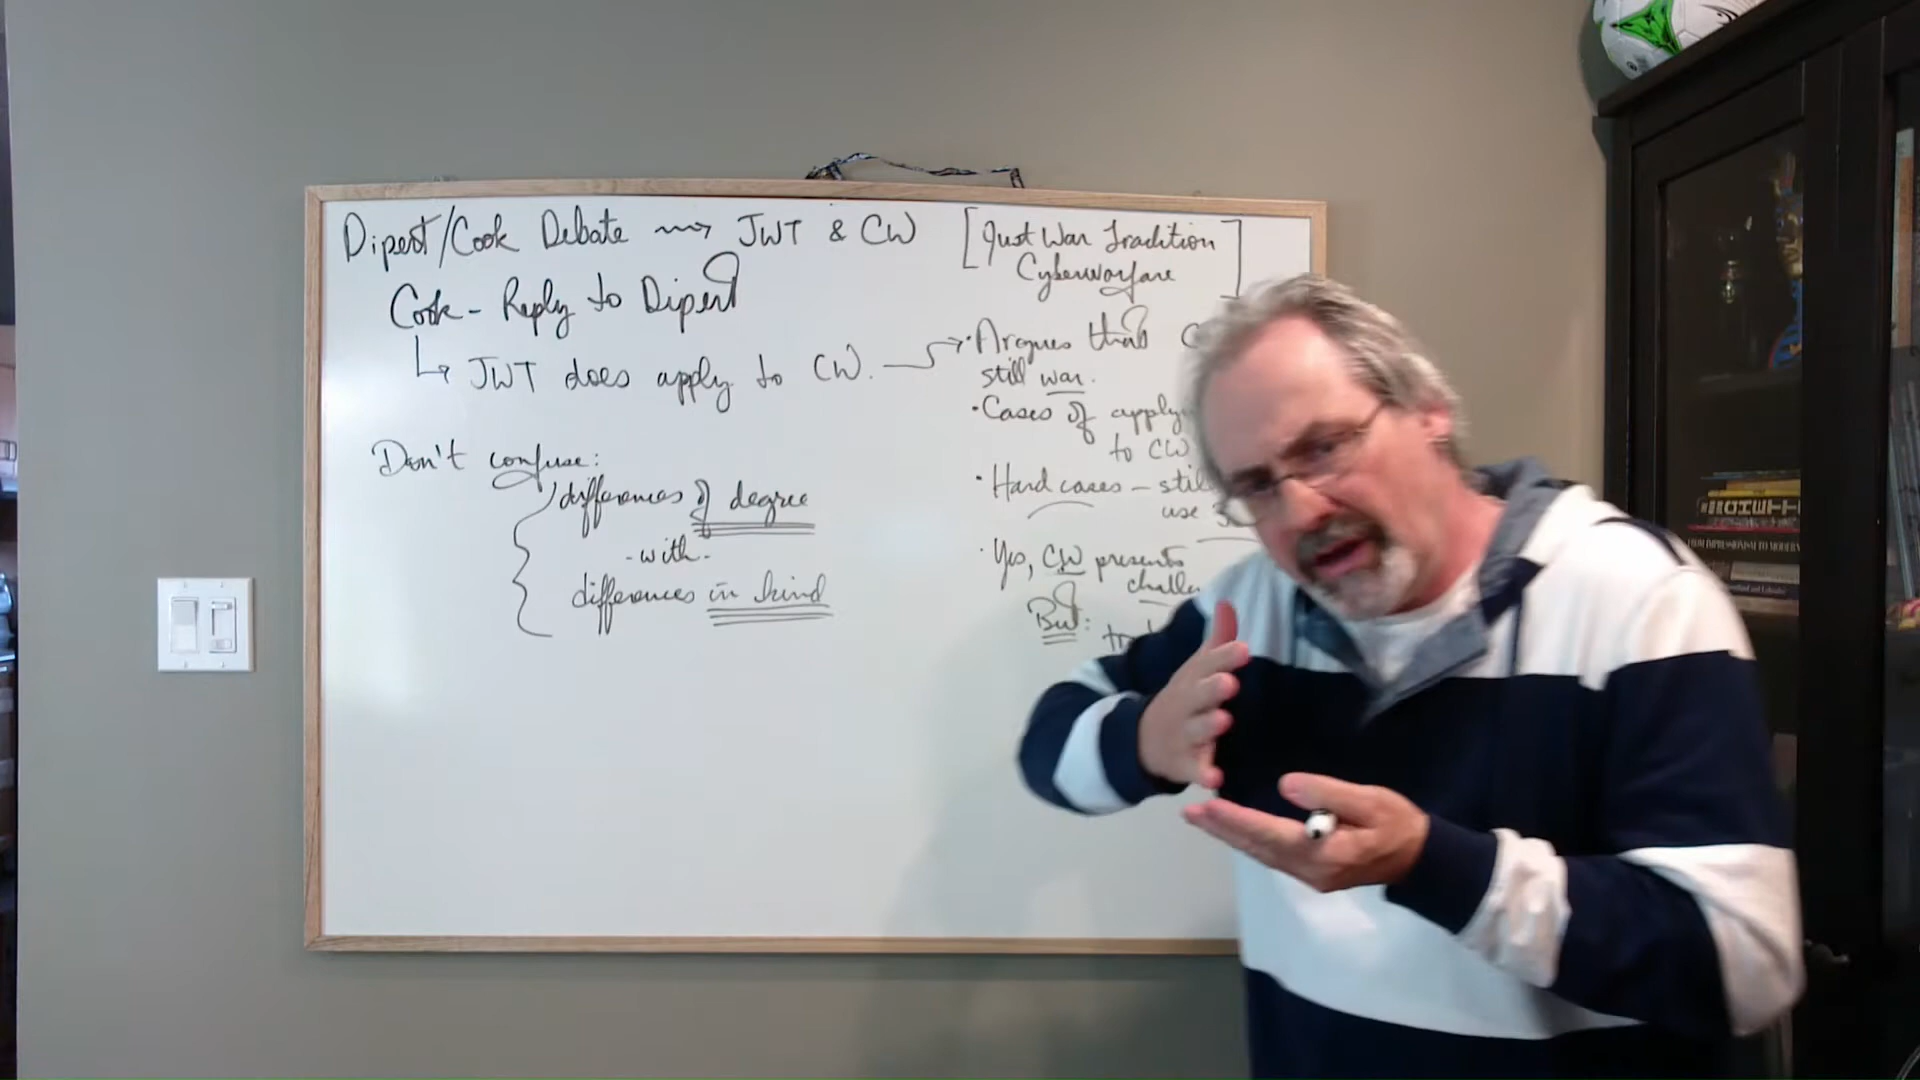 Dipert/Cook Debate → JWT & CW
[Just War Tradition
Cyberwarfare]
Cook - Reply to Dipert
↳ JWT does apply to CW. →
• Argues that
still war.
• Cases of
to CW
• Hard cases -
use
• Yes, CW presents
But:
Don't confuse:
differences of degree
- with -
differences in kind